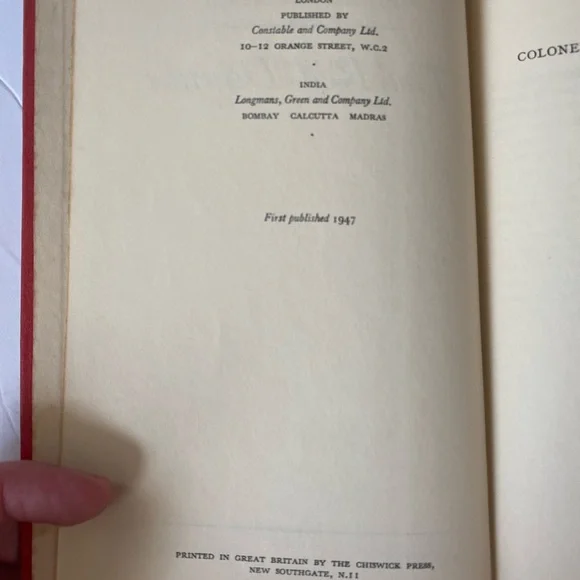 LONDON
PUBLISHED BY
Constable and Company Ltd.
10–12 ORANGE STREET, W.C.2
INDIA
Longmans, Green and Company Ltd.
BOMBAY CALCUTTA MADRAS
First published 1947
PRINTED IN GREAT BRITAIN BY THE CHISWICK PRESS,
NEW SOUTHGATE, N.11
COLONE